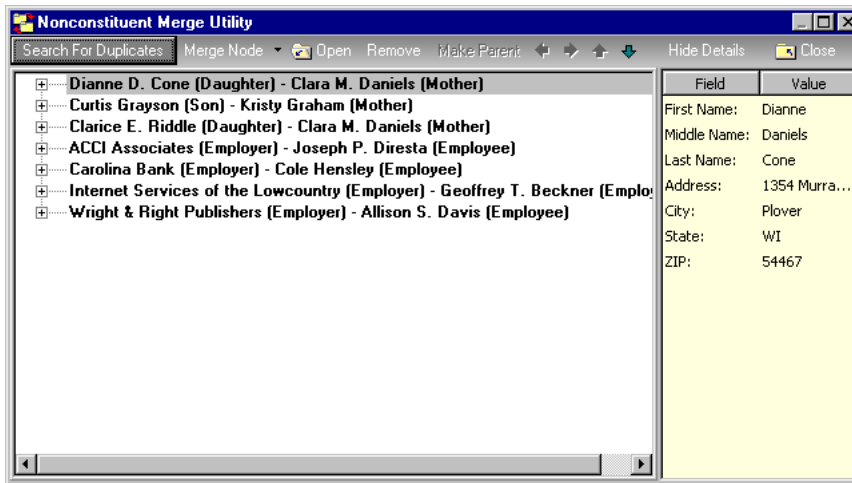 Nonconstituent Merge Utility
Search For Duplicates Merge Node Open Remove Make Parent Hide Details Close
Dianne D. Cone (Daughter) - Clara M. Daniels (Mother)
Curtis Grayson (Son) - Kristy Graham (Mother)
Clarice E. Riddle (Daughter) - Clara M. Daniels (Mother)
ACCI Associates (Employer) - Joseph P. Diresta (Employee)
Carolina Bank (Employer) - Cole Hensley (Employee)
Internet Services of the Lowcountry (Employer) - Geoffrey T. Beckner (Emplo
Wright & Right Publishers (Employer) - Allison S. Davis (Employee)
Field Value
First Name: Dianne
Middle Name: Daniels
Last Name: Cone
Address: 1354 Murra...
City: Plover
State: WI
ZIP: 54467